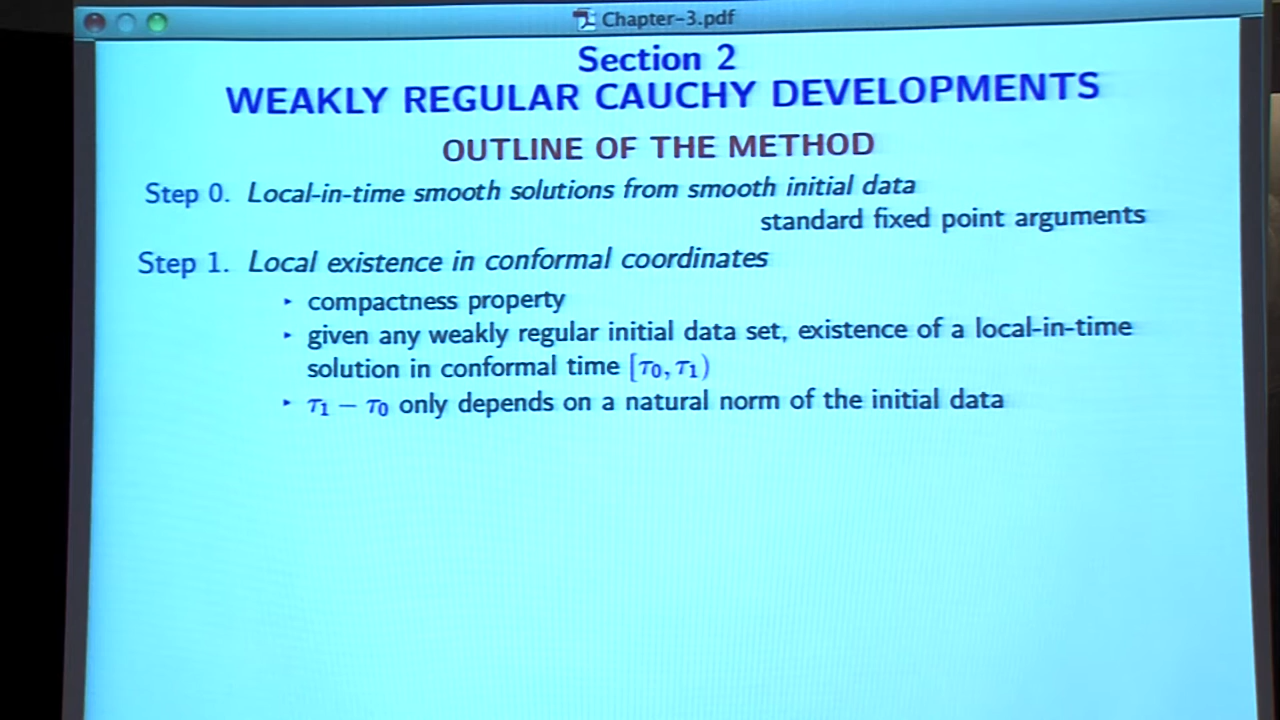 Chapter-3.pdf
Section 2
WEAKLY REGULAR CAUCHY DEVELOPMENTS
OUTLINE OF THE METHOD
Step 0. Local-in-time smooth solutions from smooth initial data
standard fixed point arguments
Step 1. Local existence in conformal coordinates
‣ compactness property
‣ given any weakly regular initial data set, existence of a local-in-time
solution in conformal time [τ₀, τ₁)
‣ τ₁ − τ₀ only depends on a natural norm of the initial data